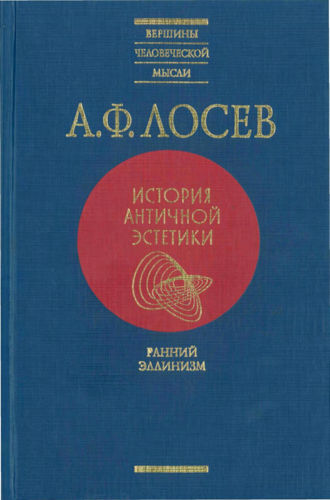 ВЕРШИНЫ
ЧЕЛОВЕЧЕСКОЙ
МЫСЛИ
А.Ф.ЛОСЕВ
ИСТОРИЯ
АНТИЧНОЙ
ЭСТЕТИКИ
РАННИЙ
ЭЛЛИНИЗМ